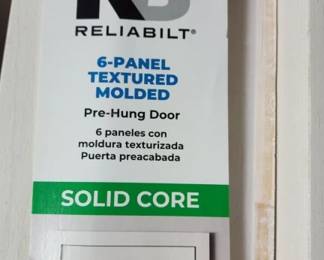 RELIABILT®
6-PANEL
TEXTURED
MOLDED
Pre-Hung Door
6 paneles con
moldura texturizada
Puerta preacabada
SOLID CORE